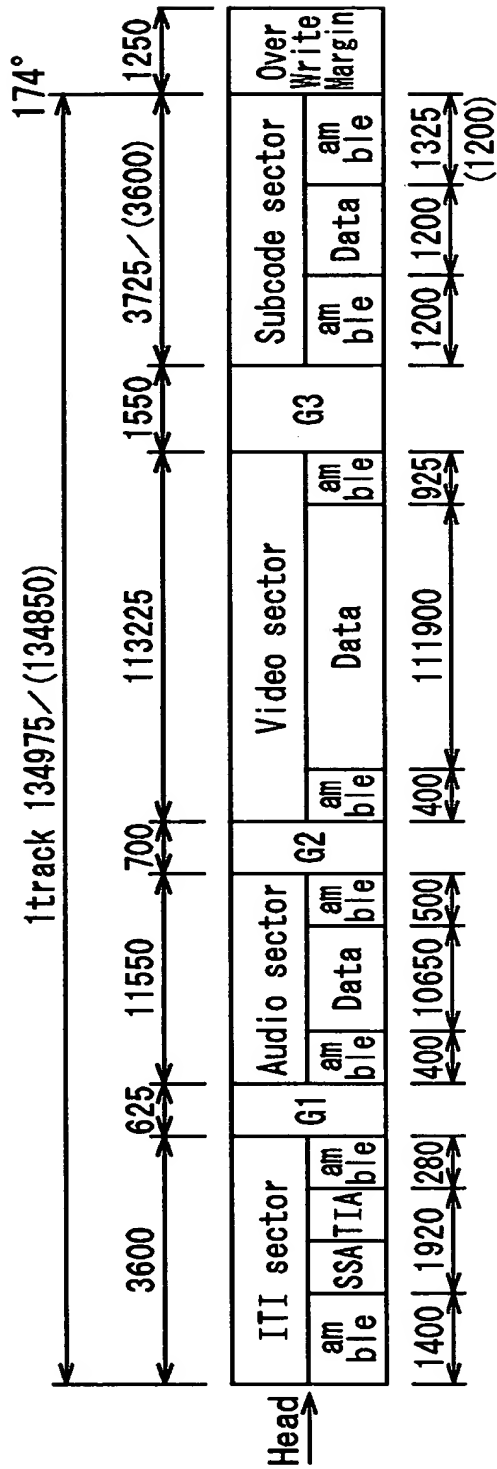 1track 134975/(134850)
174°
3600
625
11550
700
113225
1550
3725/(3600)
1250
Head
ITI sector
G1
Audio sector
G2
Video sector
G3
Subcode sector
Over
Write
Margin
am
ble
SSA
TIA
am
ble
am
ble
Data
am
ble
am
ble
Data
am
ble
am
ble
Data
am
ble
1400
1920
280
400
10650
500
400
111900
925
1200
1200
1325
(1200)